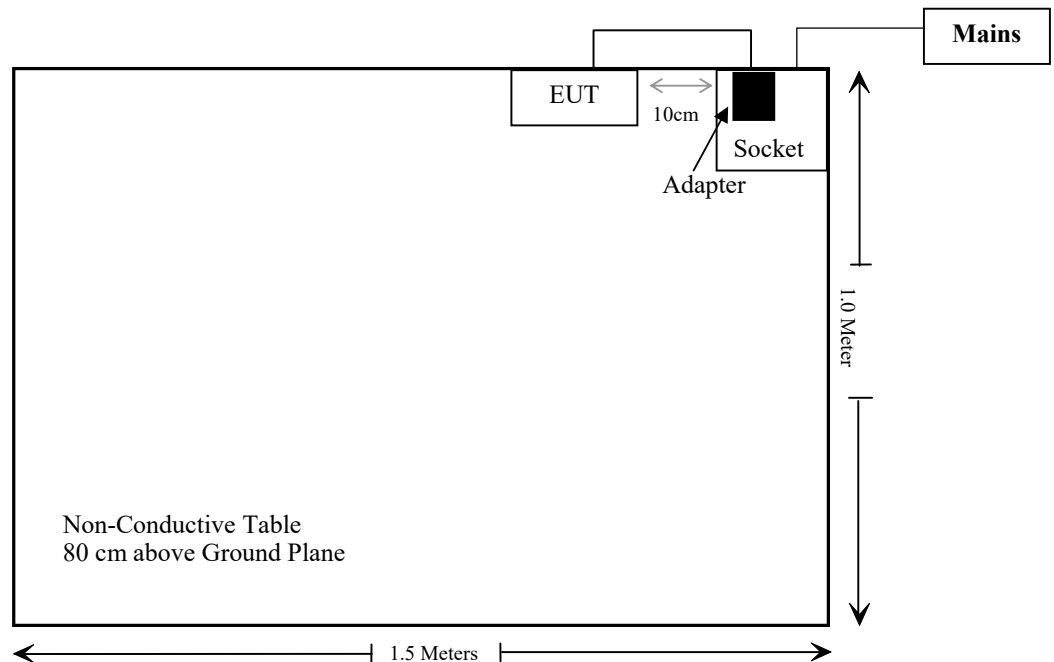 Mains
EUT
10cm
Socket
Adapter
1.0 Meter
Non-Conductive Table
80 cm above Ground Plane
1.5 Meters